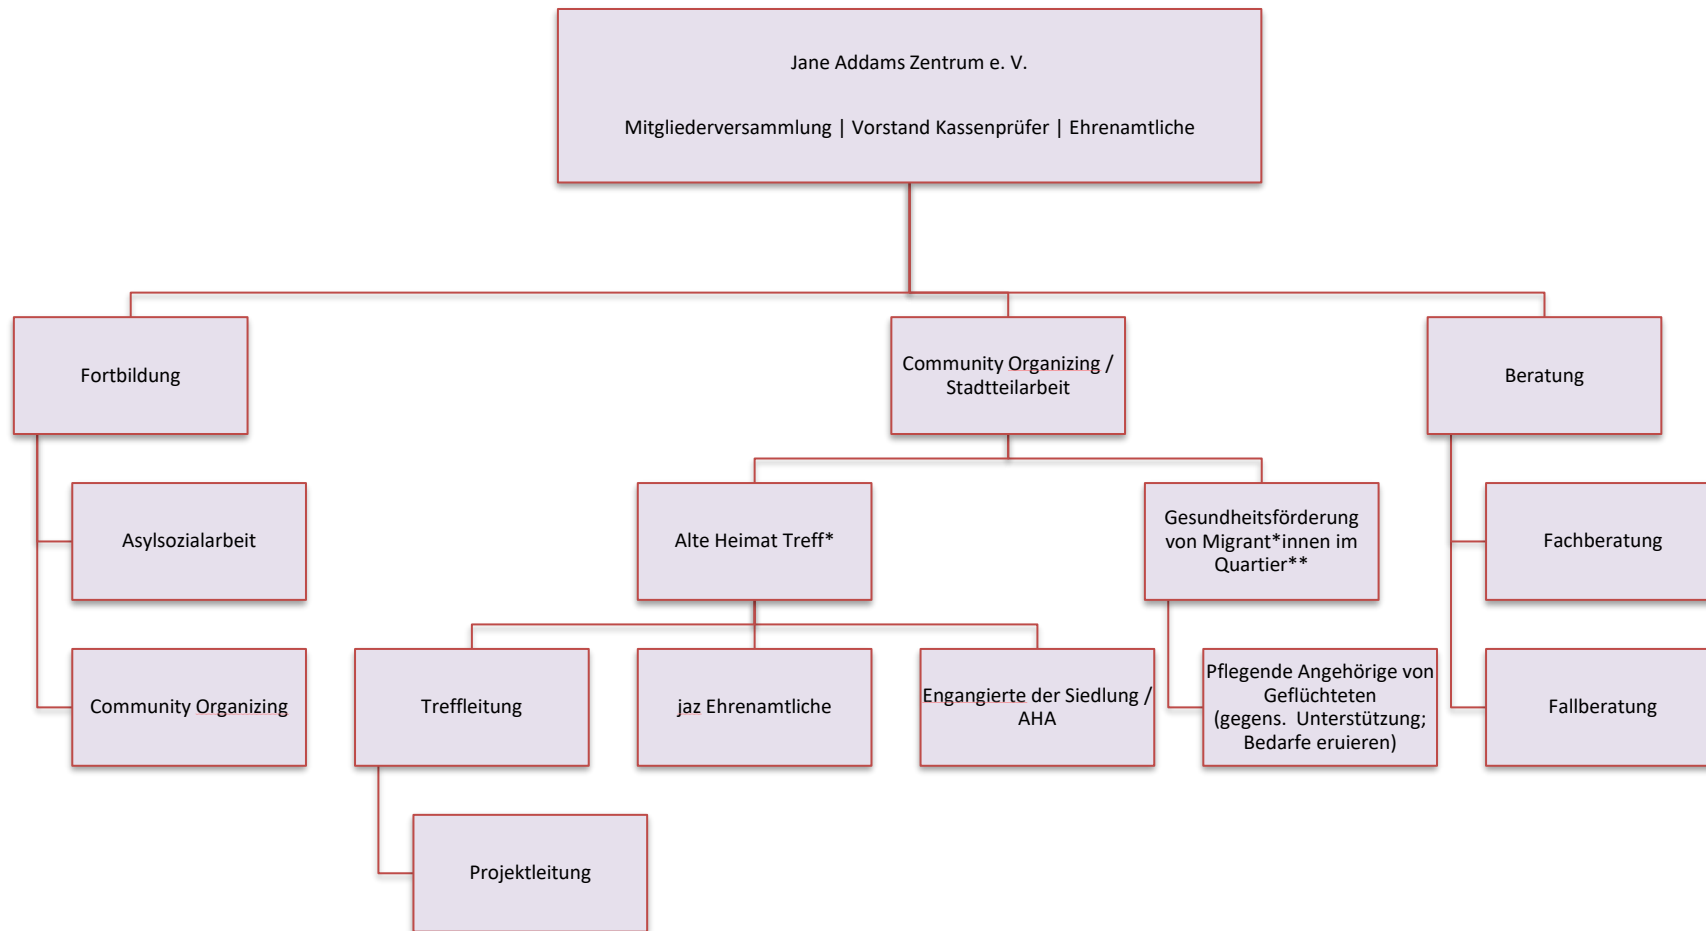 Jane Addams Zentrum e. V.
Mitgliederversammlung | Vorstand Kassenprüfer | Ehrenamtliche
Fortbildung
Community Organizing /
Stadtteilarbeit
Beratung
Asylsozialarbeit
Alte Heimat Treff*
Gesundheitsförderung
von Migrant*innen im
Quartier**
Fachberatung
Community Organizing
Treffleitung
jaz Ehrenamtliche
Engangierte der Siedlung /
AHA
Pflegende Angehörige von
Geflüchteten
(gegens. Unterstützung;
Bedarfe eruieren)
Fallberatung
Projektleitung